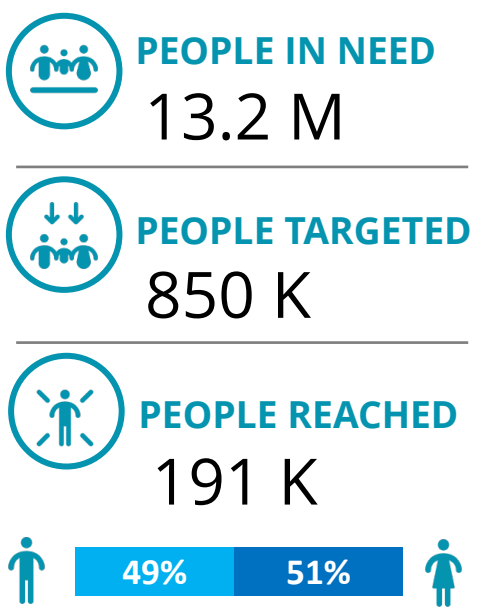 PEOPLE IN NEED
13.2 M
PEOPLE TARGETED
850 K
PEOPLE REACHED
191 K
49% 51%